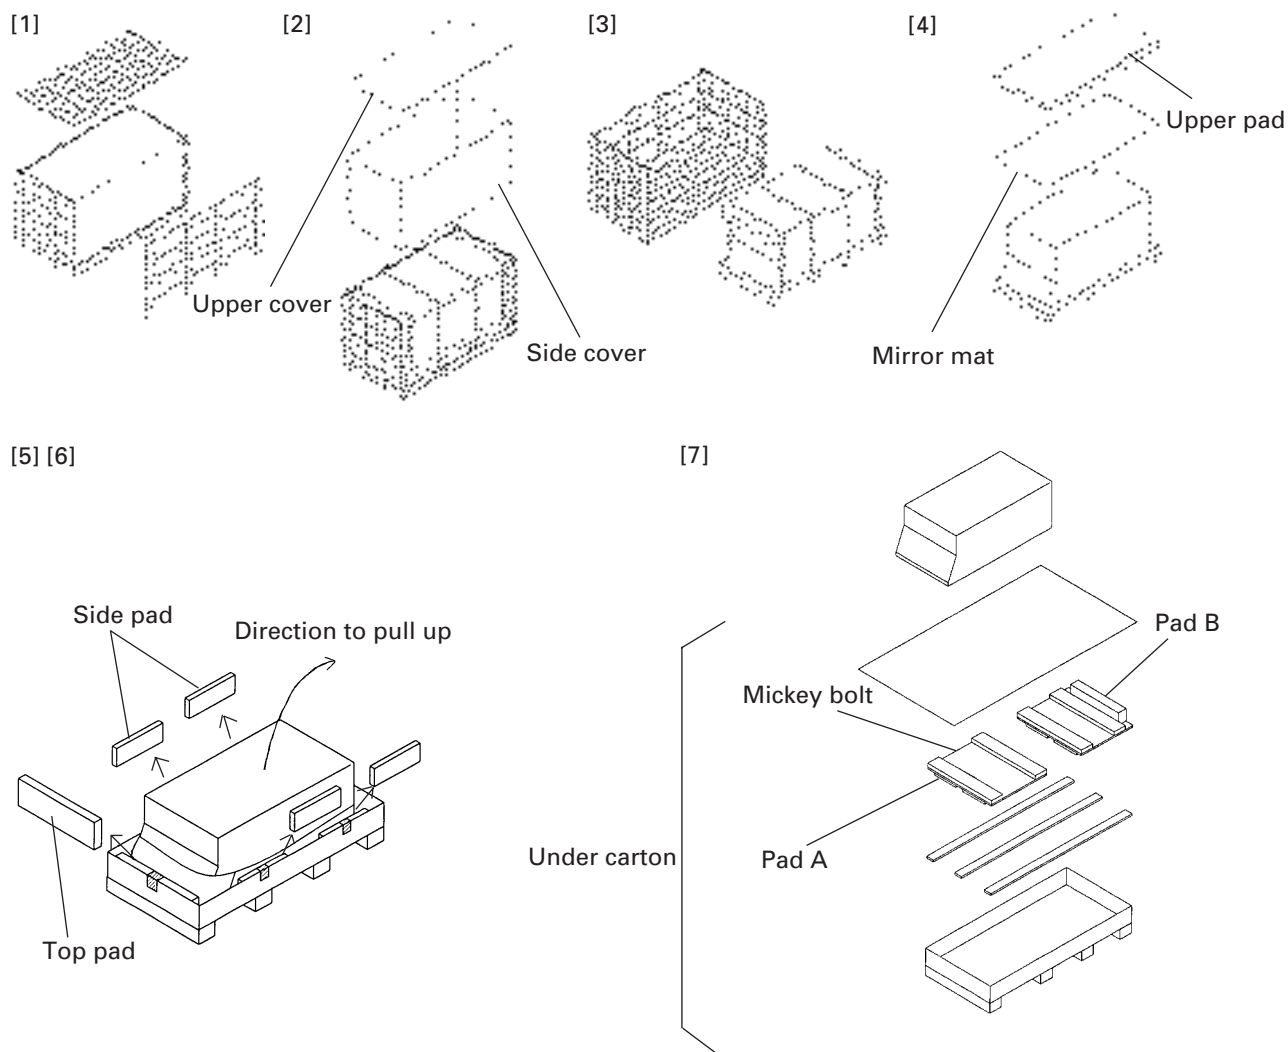 [1]
[2]
[3]
[4]
Upper pad
Upper cover
Side cover
Mirror mat
[5] [6]
[7]
Side pad
Direction to pull up
Pad B
Mickey bolt
Under carton
Pad A
Top pad